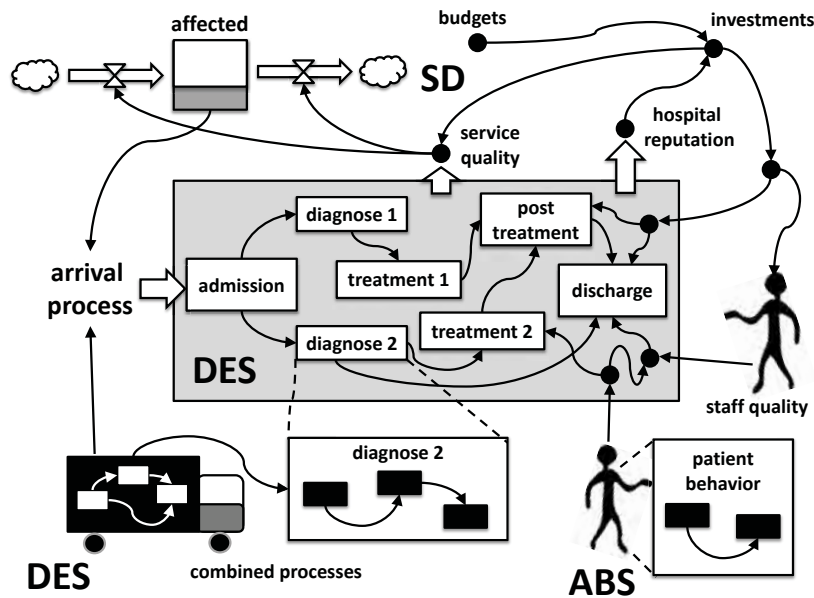 budgets
investments
affected
SD
service
quality
hospital
reputation
diagnose 1
post
treatment
arrival
process
admission
treatment 1
discharge
treatment 2
diagnose 2
DES
staff quality
diagnose 2
patient
behavior
DES
combined processes
ABS